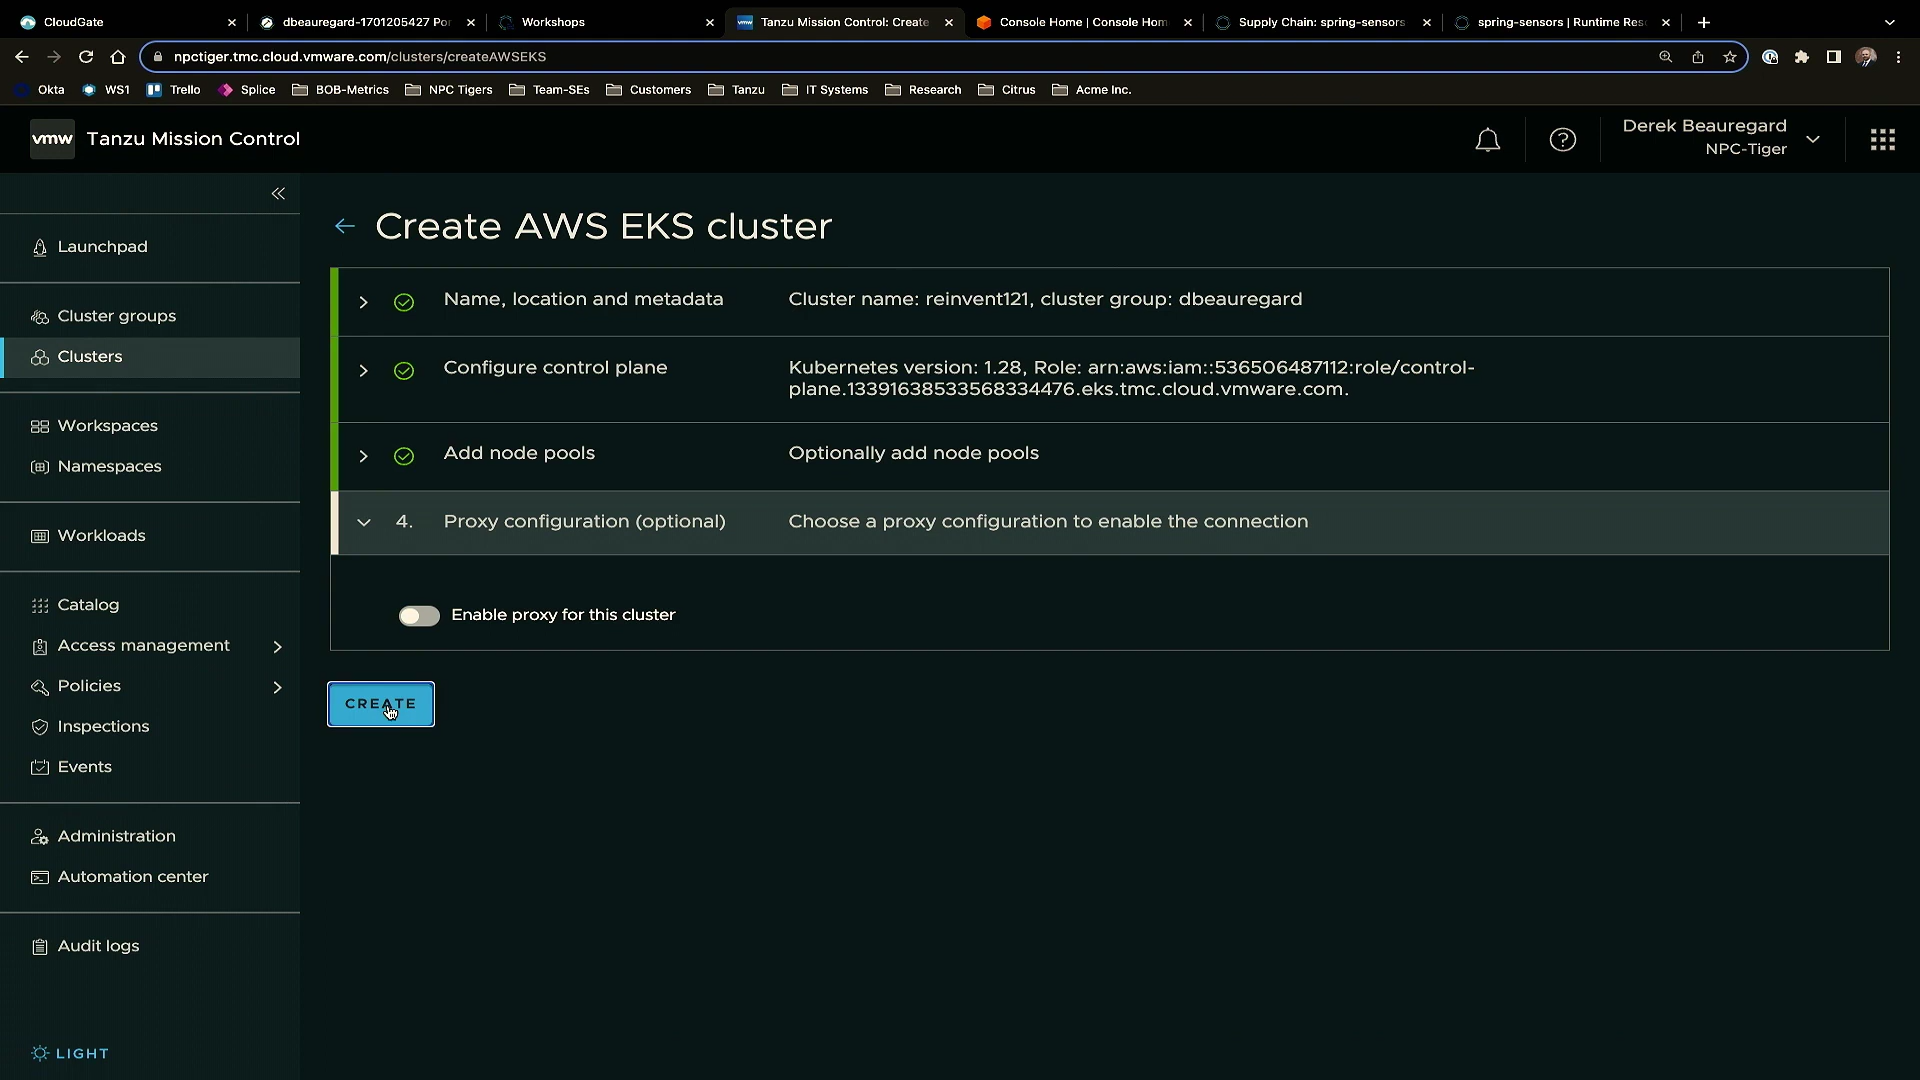 CloudGate
dbeauregard-1701205427 Por
Workshops
Tanzu Mission Control: Create
Console Home | Console Hom
Supply Chain: spring-sensors
spring-sensors | Runtime Res
npctiger.tmc.cloud.vmware.com/clusters/createAWSEKS
Okta
WS1
Trello
Splice
BOB-Metrics
NPC Tigers
Team-SEs
Customers
Tanzu
IT Systems
Research
Citrus
Acme Inc.
vmw
Tanzu Mission Control
Derek Beauregard
NPC-Tiger
Launchpad
Cluster groups
Clusters
Workspaces
Namespaces
Workloads
Catalog
Access management
Policies
Inspections
Events
Administration
Automation center
Audit logs
LIGHT
Create AWS EKS cluster
Name, location and metadata
Cluster name: reinvent121, cluster group: dbeauregard
Configure control plane
Kubernetes version: 1.28, Role: arn:aws:iam::536506487112:role/control-
plane.13391638533568334476.eks.tmc.cloud.vmware.com.
Add node pools
Optionally add node pools
4. Proxy configuration (optional)
Choose a proxy configuration to enable the connection
Enable proxy for this cluster
CREATE